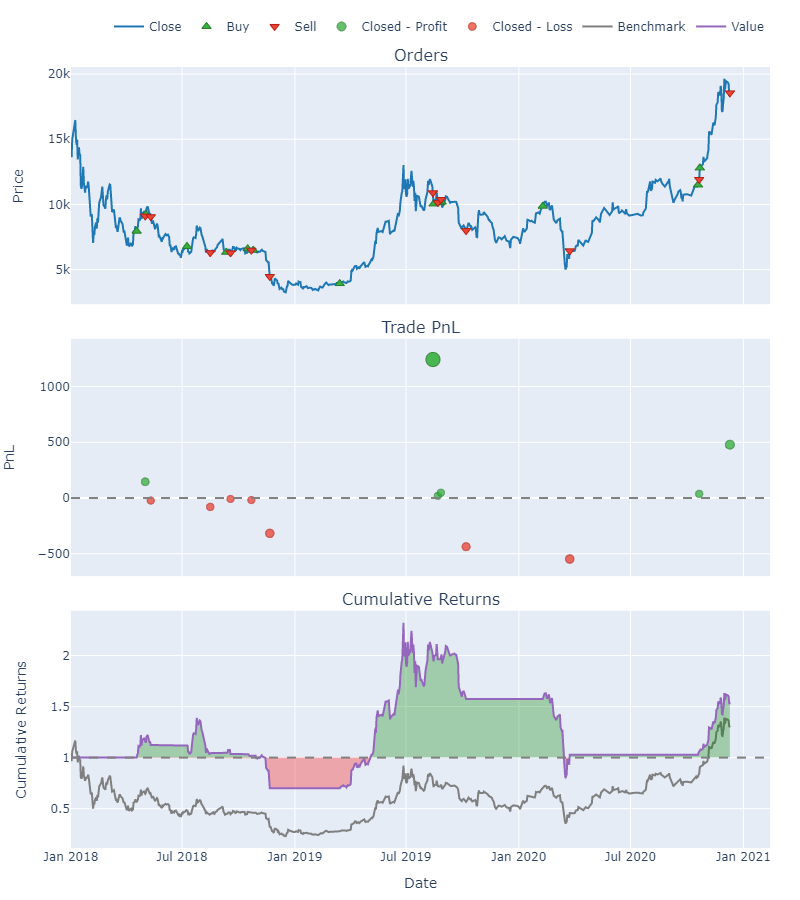 Close Buy Sell Closed - Profit Closed - Loss Benchmark Value
Orders
20k
15k
10k
5k
Price
Trade PnL
1000
500
0
−500
PnL
Cumulative Returns
2
1.5
1
0.5
Cumulative Returns
Jan 2018 Jul 2018 Jan 2019 Jul 2019 Jan 2020 Jul 2020 Jan 2021
Date